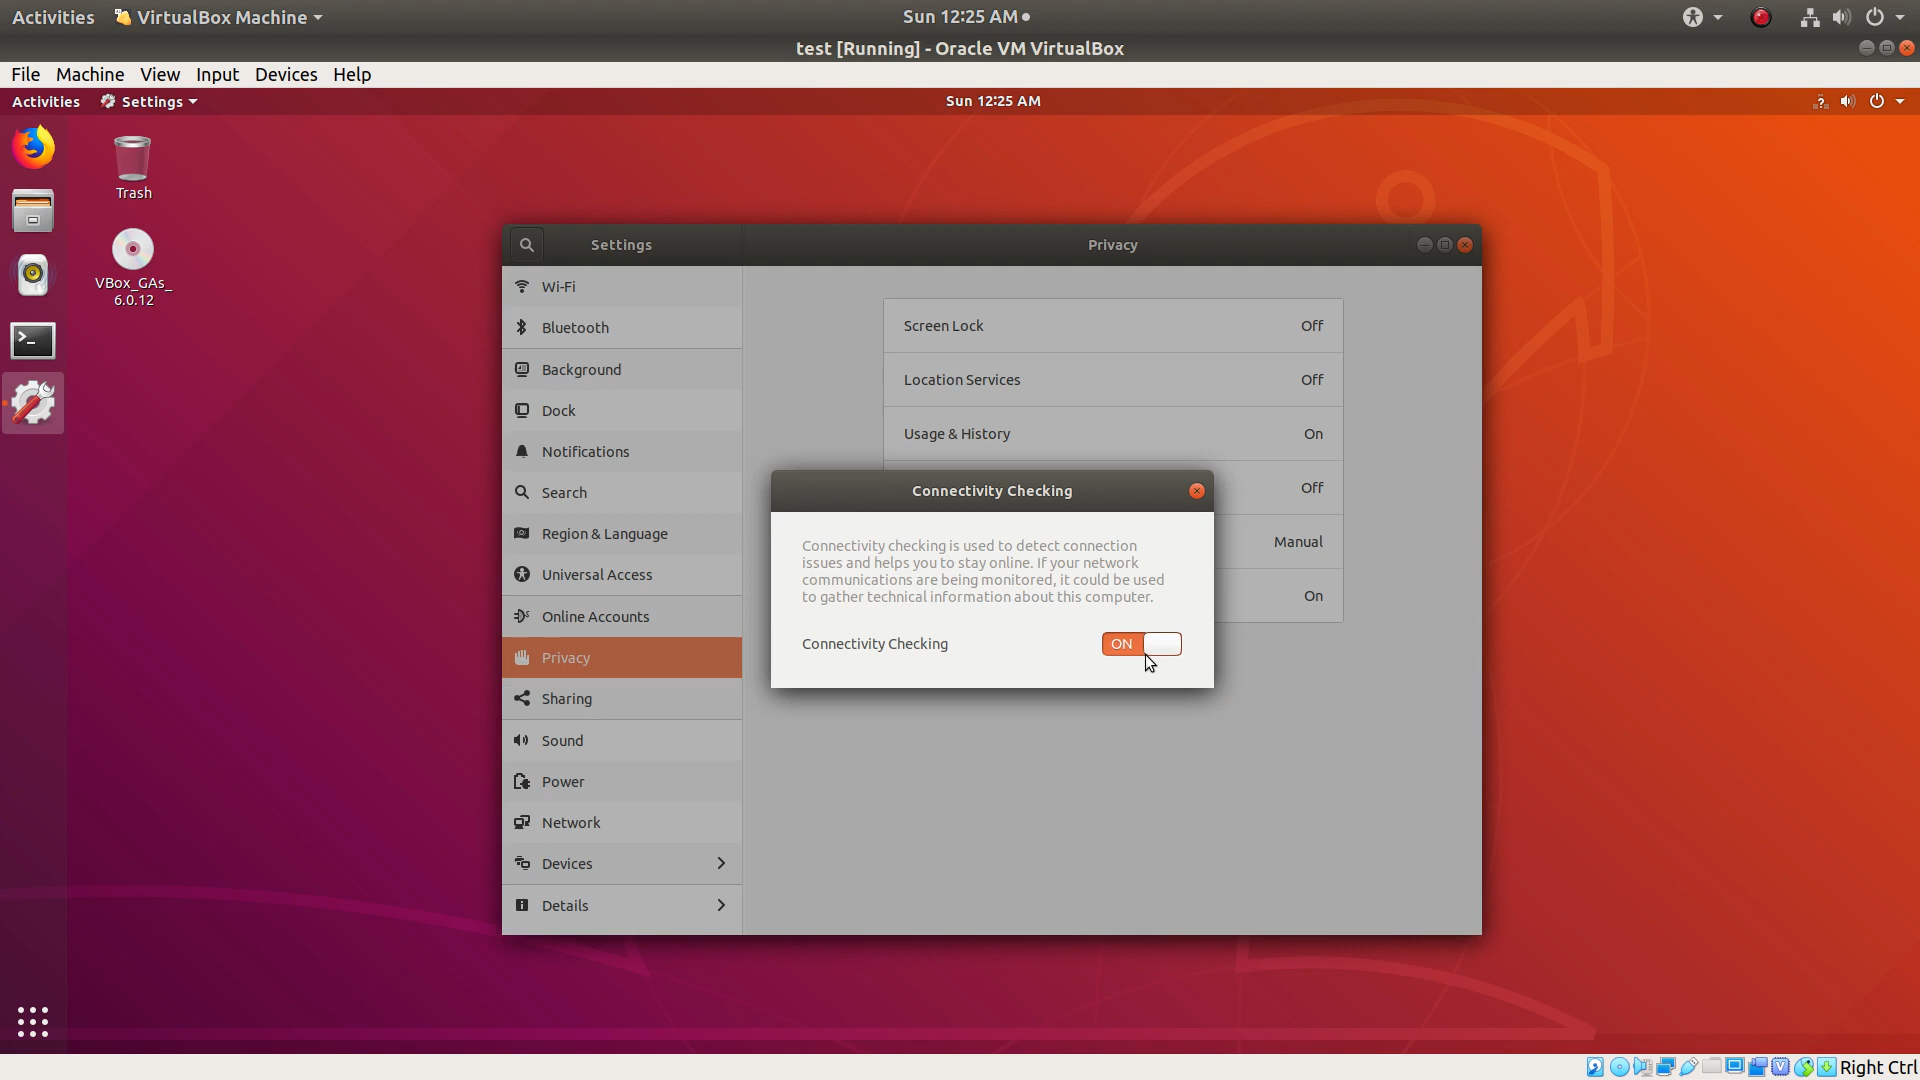 Activities VirtualBox Machine Sun 12:25 AM
test [Running] - Oracle VM VirtualBox
File Machine View Input Devices Help
Activities Settings Sun 12:25 AM
Trash
VBox_GAs_
6.0.12
Settings Privacy
Wi-Fi
Bluetooth
Background
Dock
Notifications
Search
Region & Language
Universal Access
Online Accounts
Privacy
Sharing
Sound
Power
Network
Devices
Details
Screen Lock Off
Location Services Off
Usage & History On
Off
Manual
On
Connectivity Checking
Connectivity checking is used to detect connection
issues and helps you to stay online. If your network
communications are being monitored, it could be used
to gather technical information about this computer.
Connectivity Checking ON
Right Ctrl